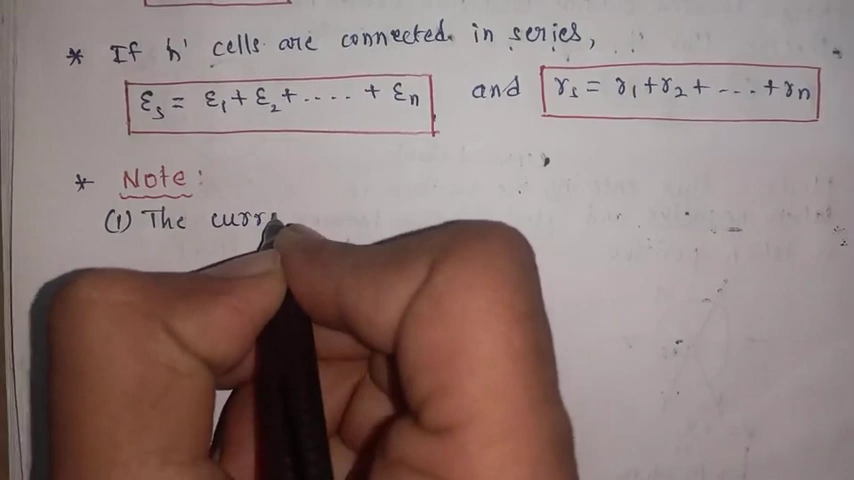 * If 'n' cells are connected in series,
εs = ε1 + ε2 + ..... + εn and rs = r1 + r2 + ... + rn
* Note:
(1) The curr